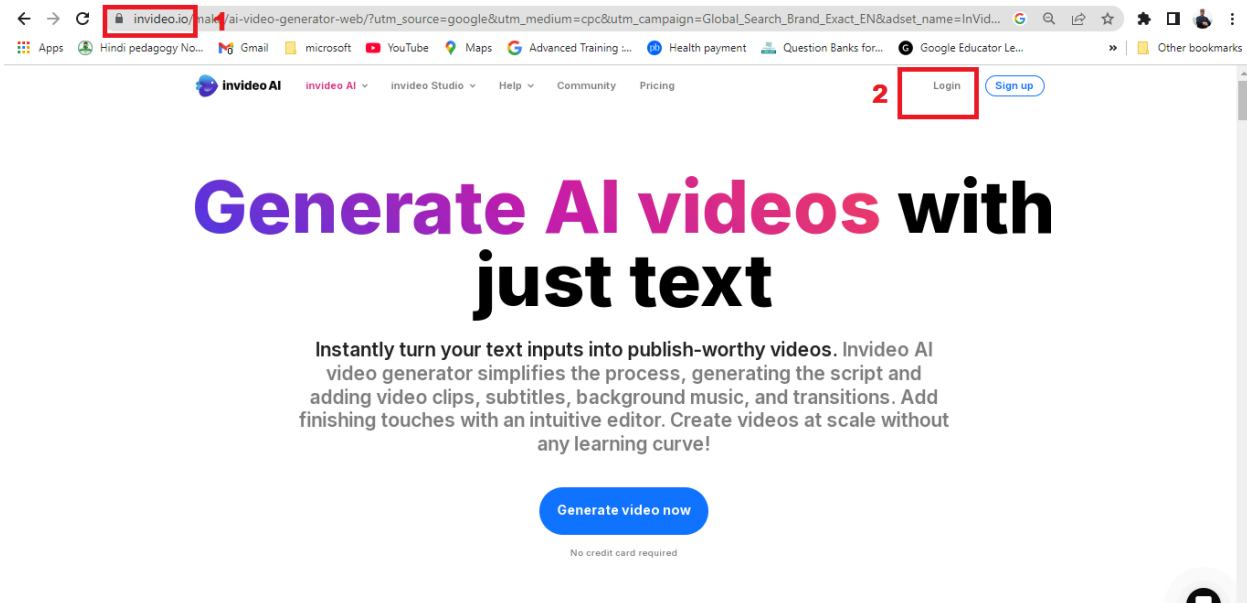 invideo.io/make/ai-video-generator-web/?utm_source=google&utm_medium=cpc&utm_campaign=Global_Search_Brand_Exact_EN&adset_name=InVid...
1
Apps Hindi pedagogy No... Gmail microsoft YouTube Maps Advanced Training :... Health payment Question Banks for... Google Educator Le... » Other bookmarks
invideo AI invideo AI invideo Studio Help Community Pricing 2 Login Sign up
Generate AI videos with
just text
Instantly turn your text inputs into publish-worthy videos. Invideo AI
video generator simplifies the process, generating the script and
adding video clips, subtitles, background music, and transitions. Add
finishing touches with an intuitive editor. Create videos at scale without
any learning curve!
Generate video now
No credit card required